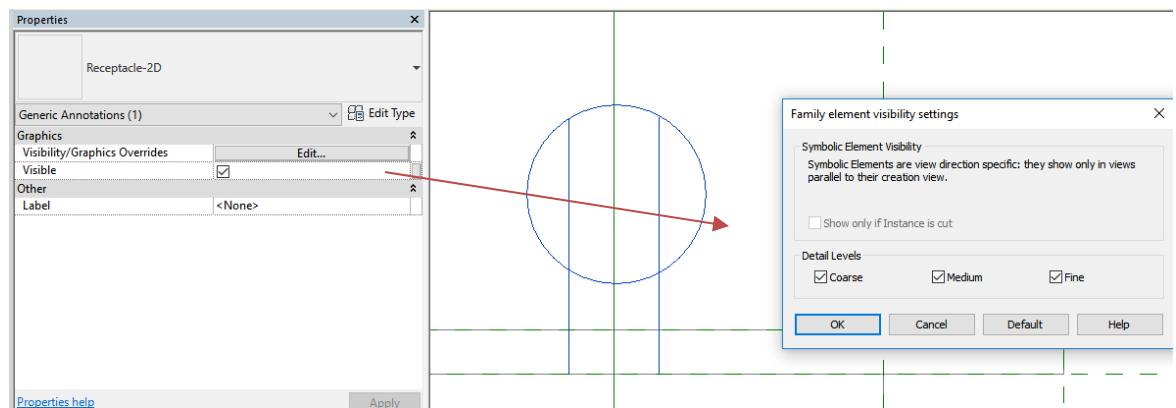 Properties
Receptacle-2D
Generic Annotations (1)
Edit Type
Graphics
Visibility/Graphics Overrides
Edit...
Visible
Other
Label
<None>
Properties help
Apply
Family element visibility settings
Symbolic Element Visibility
Symbolic Elements are view direction specific: they show only in views
parallel to their creation view.
Show only if Instance is cut
Detail Levels
Coarse
Medium
Fine
OK
Cancel
Default
Help